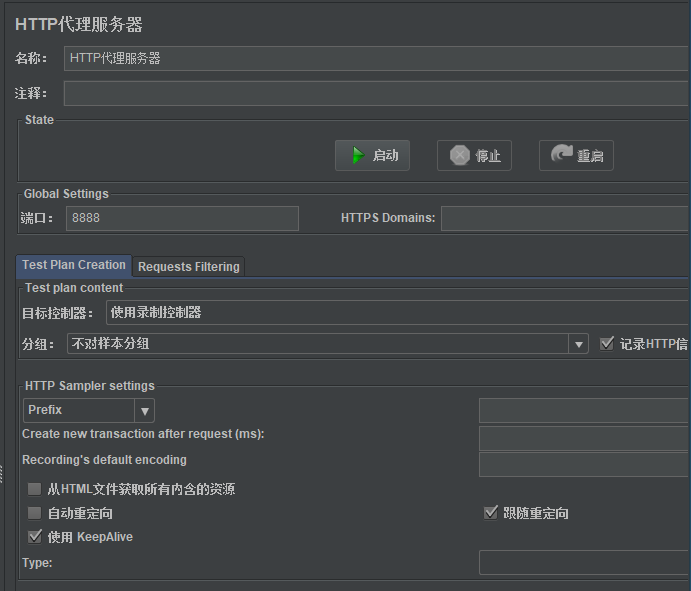 HTTP代理服务器
名称： HTTP代理服务器
注释：
State
启动 停止 重启
Global Settings
端口： 8888 HTTPS Domains:
Test Plan Creation Requests Filtering
Test plan content
目标控制器： 使用录制控制器
分组： 不对样本分组 记录HTTP信
HTTP Sampler settings
Prefix
Create new transaction after request (ms):
Recording's default encoding
从HTML文件获取所有内含的资源
自动重定向 跟随重定向
使用 KeepAlive
Type: